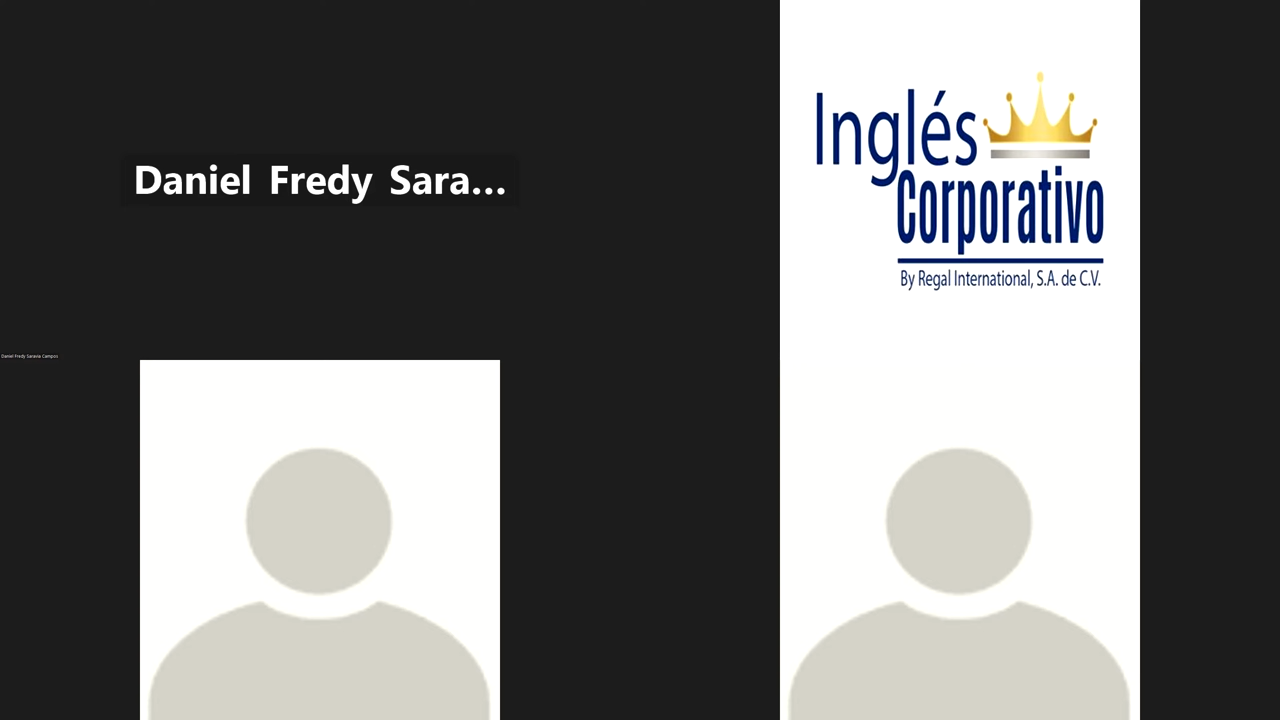 Daniel Fredy Sara...
Inglés
Corporativo
By Regal International, S.A. de C.V.
Daniel Fredy Saravia Campos